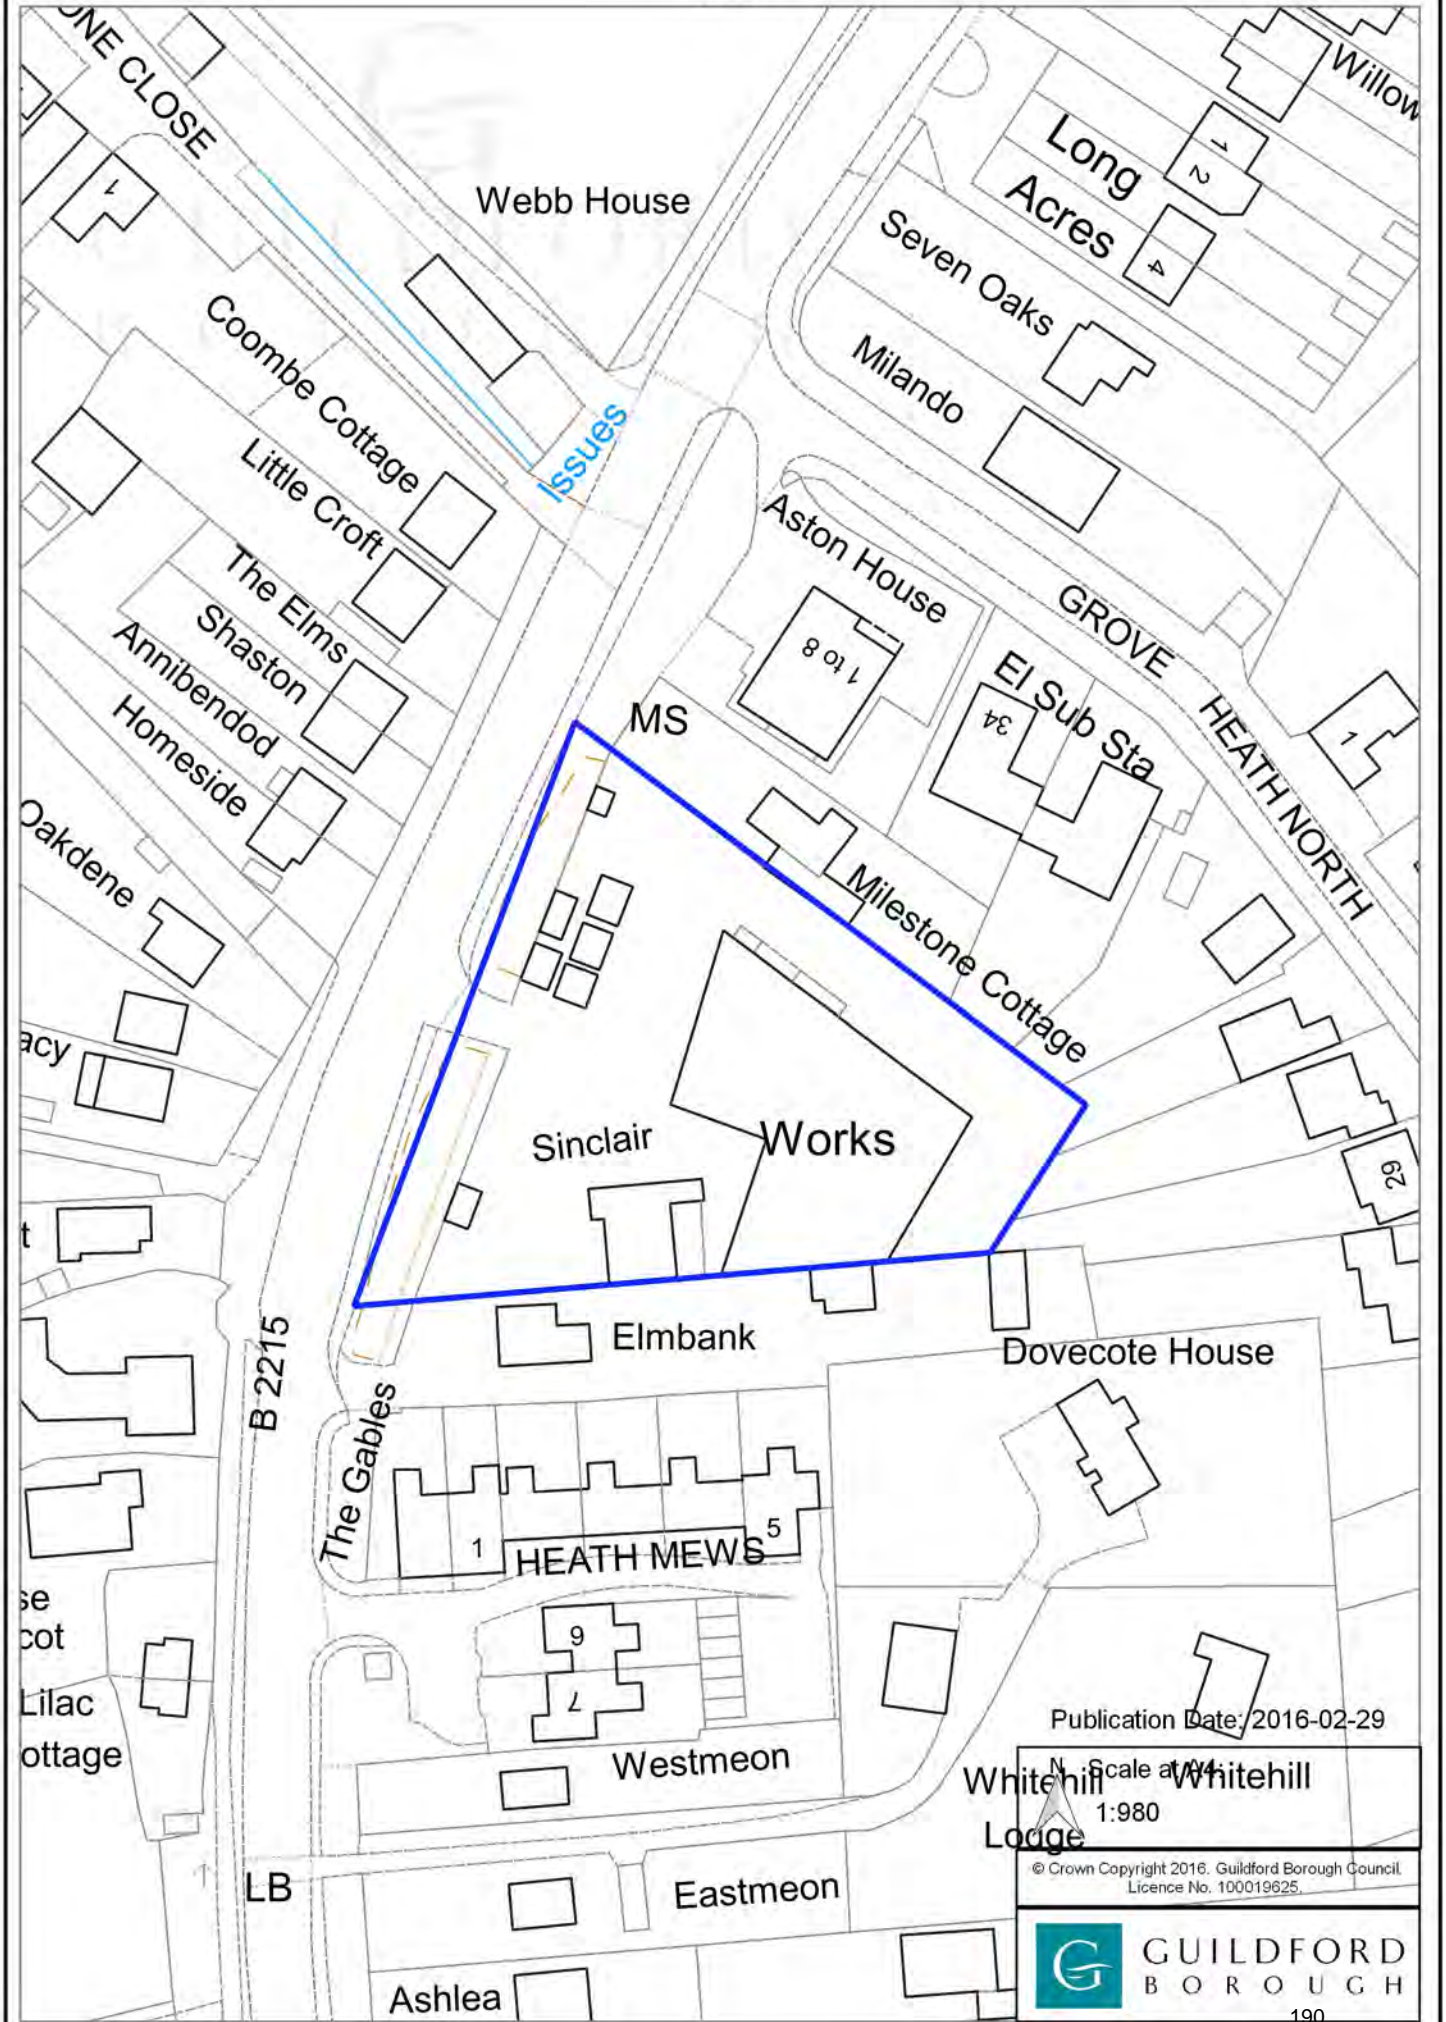 ONE CLOSE
Willow
1
Webb House
Long
Acres
1
2
4
Seven Oaks
Coombe Cottage
Milando
Issues
Little Croft
Aston House
The Elms
Shaston
1 to 8
GROVE
HEATH NORTH
Annibendod
El Sub Sta
34
MS
Homeside
1
Oakdene
Milestone Cottage
acy
Works
Sinclair
29
t
Elmbank
Dovecote House
B 2215
The Gables
1
5
HEATH MEWS
se
cot
6
7
Lilac
ottage
Publication Date: 2016-02-29
Westmeon
N
Scale at A4:
Whitehill
Lodge
Whitehill
1:980
LB
Eastmeon
© Crown Copyright 2016. Guildford Borough Council.
Licence No. 100019625.
Ashlea
G
GUILDFORD
BOROUGH
190